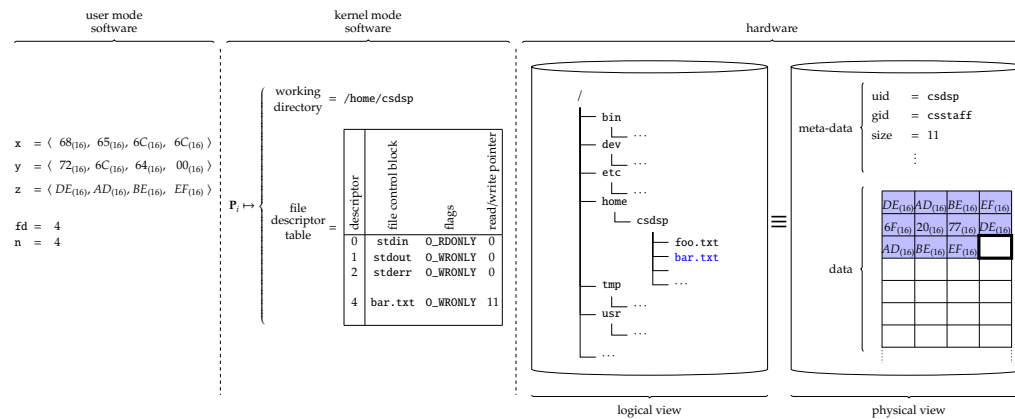 user mode
software
kernel mode
software
hardware
x = ⟨ 68(16), 65(16), 6C(16), 6C(16) ⟩
y = ⟨ 72(16), 6C(16), 64(16), 00(16) ⟩
z = ⟨ DE(16), AD(16), BE(16), EF(16) ⟩
fd = 4
n = 4
Pi ↦
working
directory = /home/csdsp
file
descriptor
table =
descriptor file control block flags read/write pointer
0 stdin O_RDONLY 0
1 stdout O_WRONLY 0
2 stderr O_WRONLY 0
4 bar.txt O_WRONLY 11
/
bin
...
dev
...
etc
...
home
csdsp
foo.txt
bar.txt
...
tmp
...
usr
...
...
logical view
≡
meta-data
uid = csdsp
gid = csstaff
size = 11
⋮
data
DE(16) AD(16) BE(16) EF(16)
6F(16) 20(16) 77(16) DE(16)
AD(16) BE(16) EF(16)
physical view